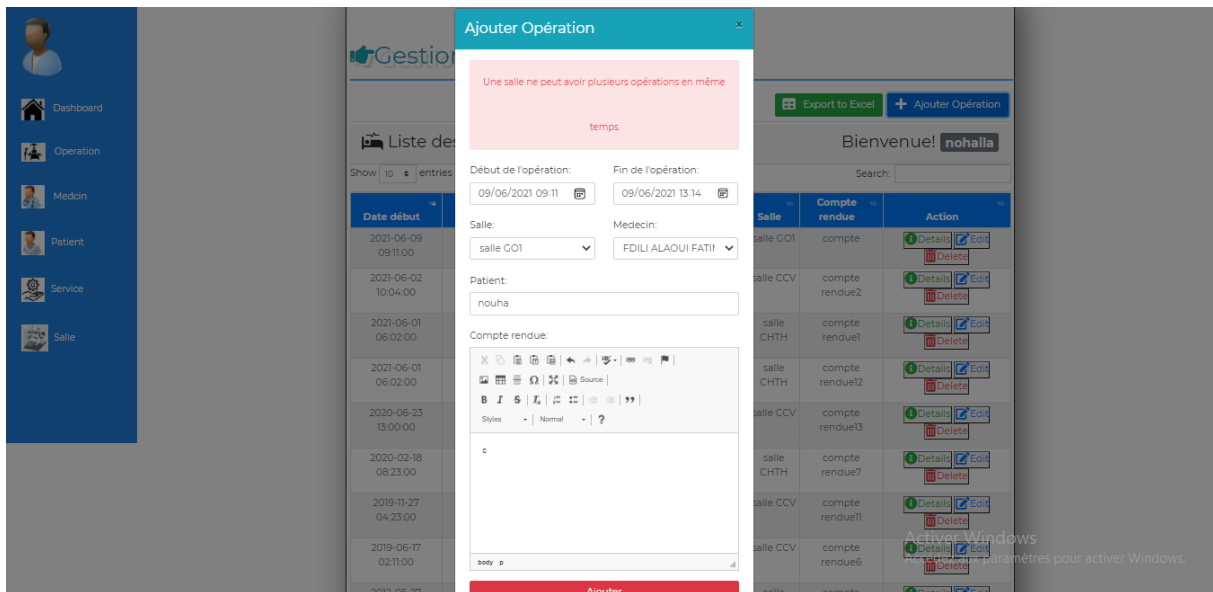 Ajouter Opération ×
Gestio
Une salle ne peut avoir plusieurs opérations en même
temps
Dashboard
Operation
Medcin
Patient
Service
Salle
Export to Excel
Ajouter Opération
Liste des
Bienvenue! nohaila
Show 10 entries
Search:
Début de l'opération: Fin de l'opération:
09/06/2021 09:11 09/06/2021 13:14
Salle: Medecin:
salle GO1 FDILI ALAOUI FATI
Patient:
nouha
Compte rendue:
Source
B I S Ix
Styles Normal ?
c
body p
Ajouter
Date début Salle Compte rendue Action
2021-06-09 09:11:00 salle GO1 compte Details Edit Delete
2021-06-02 10:04:00 salle CCV compte rendue2 Details Edit Delete
2021-06-01 06:02:00 salle CHTH compte rendue1 Details Edit Delete
2021-06-01 06:02:00 salle CHTH compte rendue12 Details Edit Delete
2020-06-23 13:00:00 salle CCV compte rendue13 Details Edit Delete
2020-02-18 08:23:00 salle CHTH compte rendue7 Details Edit Delete
2019-11-27 04:23:00 salle CCV compte rendue11 Details Edit Delete
2019-06-17 02:11:00 salle CCV compte rendue6 Details Edit Delete
Activer Windows
Accédez aux paramètres pour activer Windows.